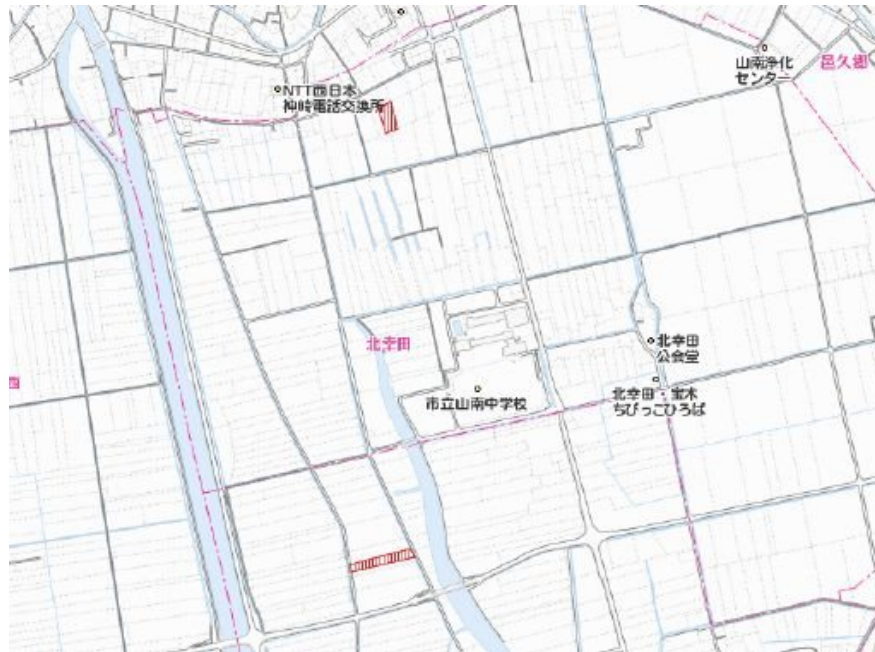 NTT西日本
神崎電話交換所
山南浄化
センター
邑久郷
北幸田
北幸田
公会堂
市立山南中学校
北幸田・宝木
ちびっこひろば